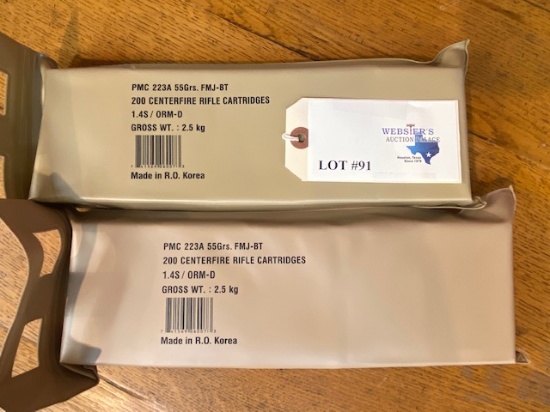 PMC 223A 55Grs. FMJ-BT
200 CENTERFIRE RIFLE CARTRIDGES
1.4S / ORM-D
GROSS WT. : 2.5 kg
Made in R.O. Korea
WEBSTER'S
AUCTION PALACE
Houston, Texas
LOT #91
PMC 223A 55Grs. FMJ-BT
200 CENTERFIRE RIFLE CARTRIDGES
1.4S / ORM-D
GROSS WT. : 2.5 kg
Made in R.O. Korea